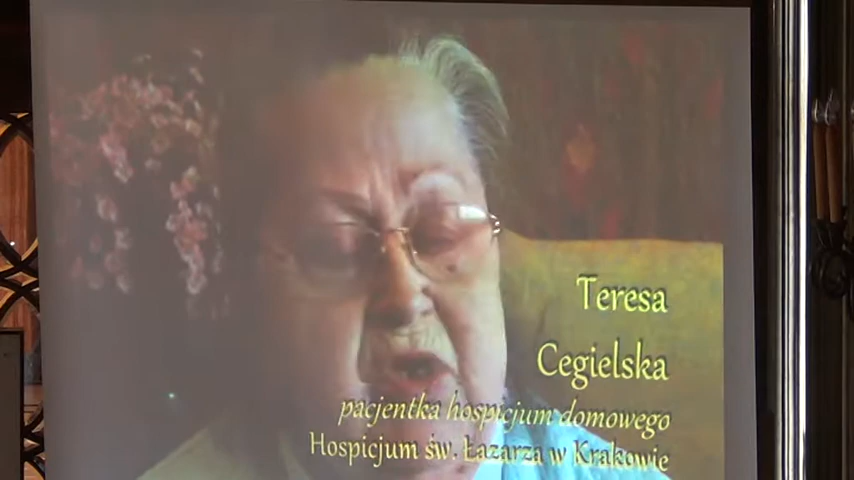 Teresa
Cegielska
pacjentka hospicjum domowego
Hospicjum św. Łazarza w Krakowie